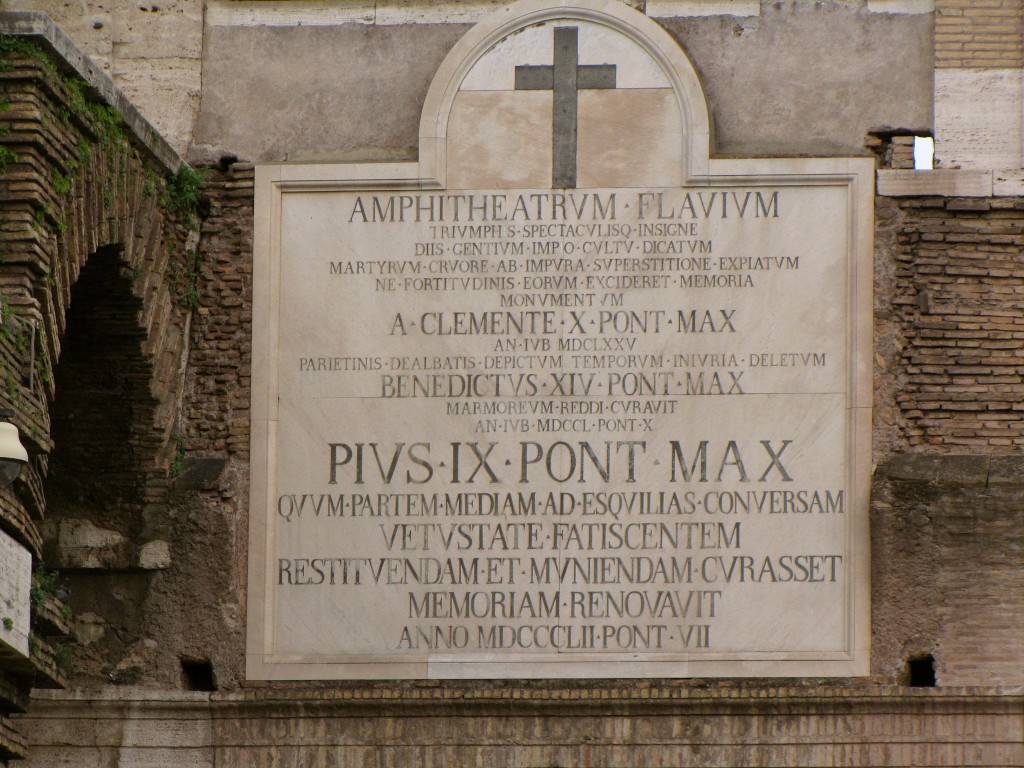 AMPHITHEATRVM · FLAVIVM
TRIVMPHIS · SPECTACVLISQ · INSIGNE
DIIS · GENTIVM · IMPIO · CVLTV · DICATVM
MARTYRVM · CRVORE · AB · IMPVRA · SVPERSTITIONE · EXPIATVM
NE · FORTITVDINIS · EORVM · EXCIDERET · MEMORIA
MONVMENTVM
A · CLEMENTE · X · PONT · MAX
AN · IVB MDCLXXV
PARIETINIS · DEALBATIS · DEPICTVM TEMPORVM · INIVRIA · DELETVM
BENEDICTVS · XIV · PONT · MAX
MARMOREVM · REDDI · CVRAVIT
AN · IVB · MDCCL · PONT · X
PIVS · IX · PONT · MAX
QVVM · PARTEM · MEDIAM · AD · ESQVILIAS · CONVERSAM
VETVSTATE · FATISCENTEM
RESTITVENDAM · ET · MVNIENDAM · CVRASSET
MEMORIAM · RENOVAVIT
ANNO MDCCCLII · PONT · VII